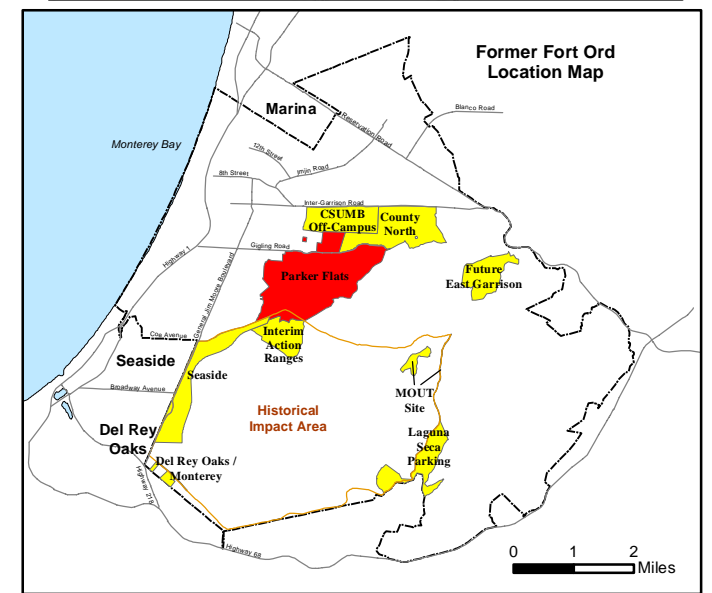 Former Fort Ord
Location Map
Marina
Blanco Road
Reservation Road
Monterey Bay
12th Street
Imjin Road
8th Street
Inter-Garrison Road
CSUMB
Off-Campus
County
North
Gigling Road
Highway 1
General Jim Moore Boulevard
Parker Flats
Future
East Garrison
Coe Avenue
Interim
Action
Ranges
Seaside
Seaside
Broadway Avenue
MOUT
Site
Historical
Impact Area
Del Rey
Oaks
Laguna
Seca
Parking
Del Rey Oaks /
Monterey
Highway 218
Highway 68
0 1 2
Miles